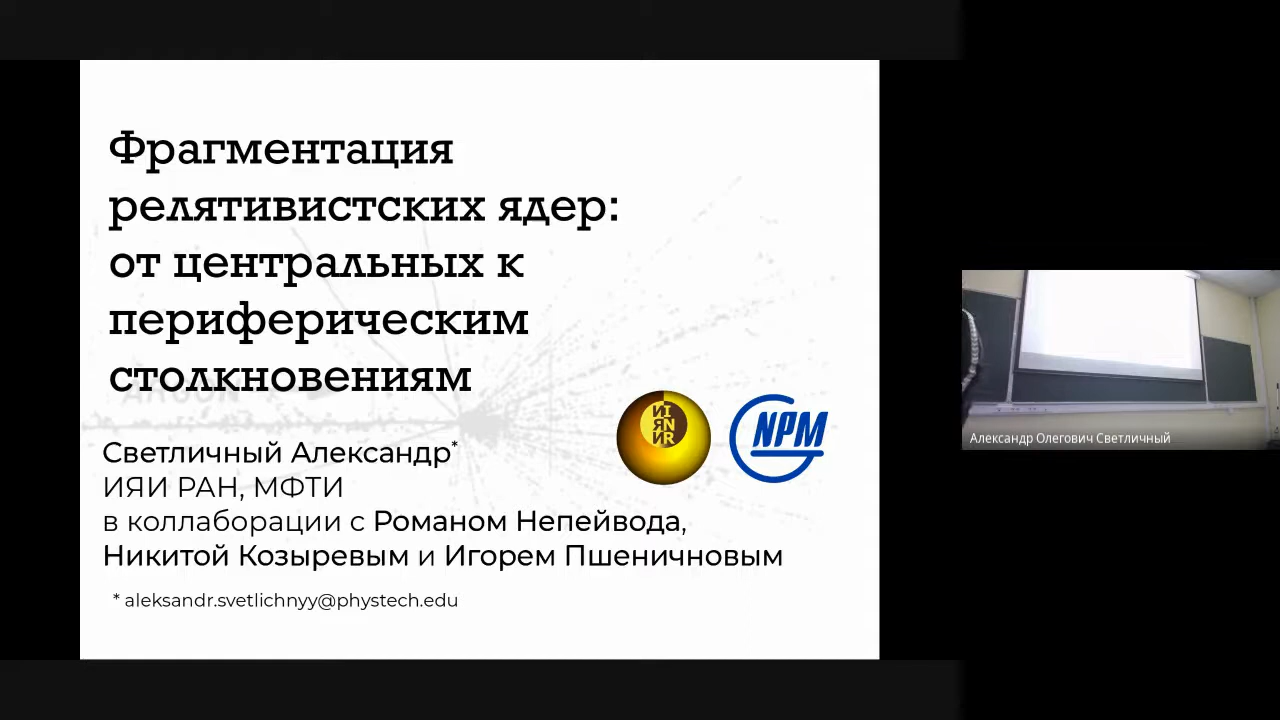 Фрагментация
релятивистских ядер:
от центральных к
периферическим
столкновениям
Светличный Александр*
ИЯИ РАН, МФТИ
в коллаборации с Романом Непейвода,
Никитой Козыревым и Игорем Пшеничновым
* aleksandr.svetlichnyy@phystech.edu
NPM
Александр Олегович Светличный